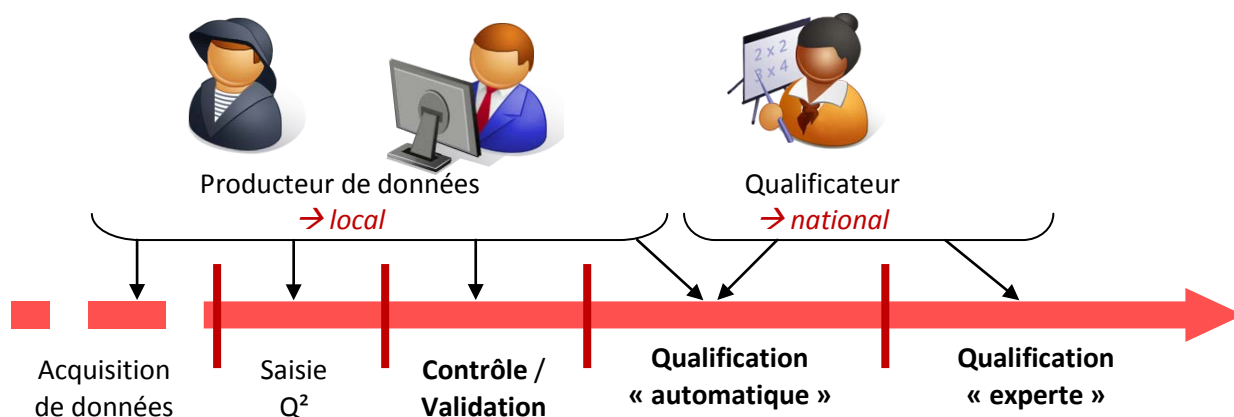 2 x 2
3 x 4
Producteur de données
→ local
Qualificateur
→ national
Acquisition
de données
Saisie
Q²
Contrôle /
Validation
Qualification
« automatique »
Qualification
« experte »